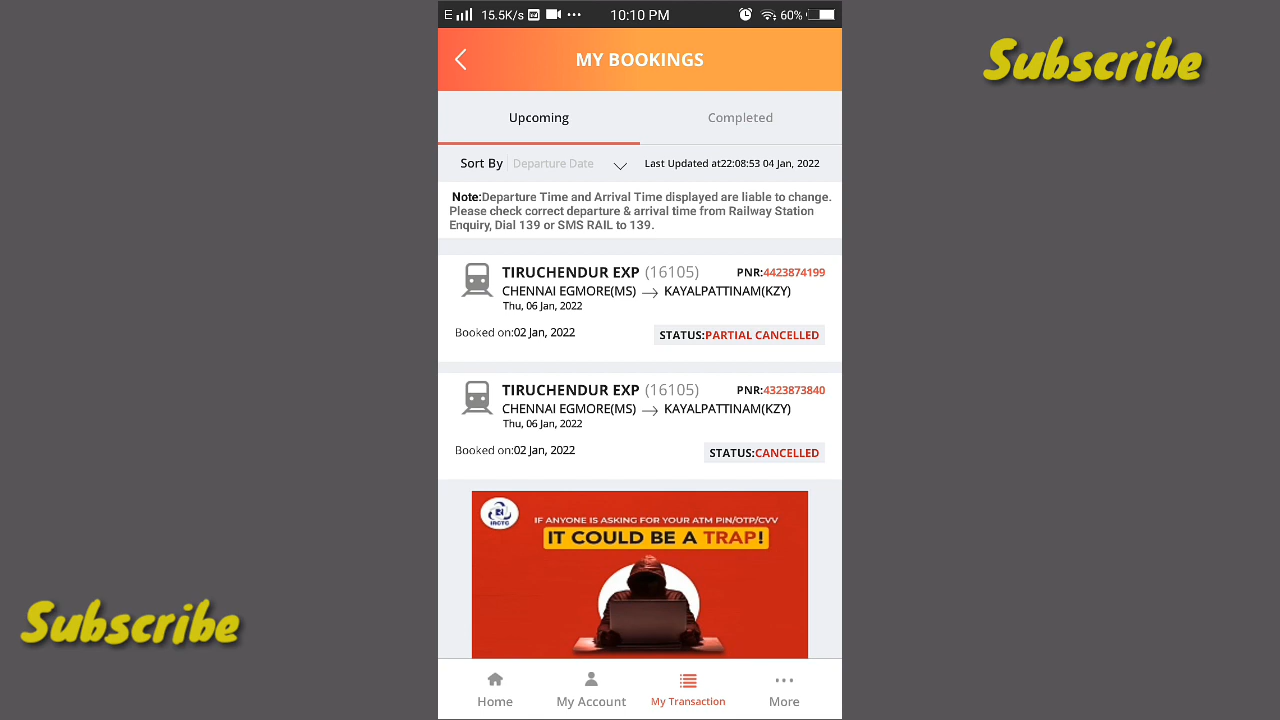 E 15.5K/s ... 10:10 PM 60%
Subscribe
MY BOOKINGS
Upcoming Completed
Sort By Departure Date Last Updated at22:08:53 04 Jan, 2022
Note:Departure Time and Arrival Time displayed are liable to change.
Please check correct departure & arrival time from Railway Station
Enquiry, Dial 139 or SMS RAIL to 139.
TIRUCHENDUR EXP (16105) PNR:4423874199
CHENNAI EGMORE(MS) → KAYALPATTINAM(KZY)
Thu, 06 Jan, 2022
Booked on:02 Jan, 2022 STATUS:PARTIAL CANCELLED
TIRUCHENDUR EXP (16105) PNR:4323873840
CHENNAI EGMORE(MS) → KAYALPATTINAM(KZY)
Thu, 06 Jan, 2022
Booked on:02 Jan, 2022 STATUS:CANCELLED
IRCTC
IF ANYONE IS ASKING FOR YOUR ATM PIN/OTP/CVV
IT COULD BE A TRAP!
Subscribe
Home My Account My Transaction More